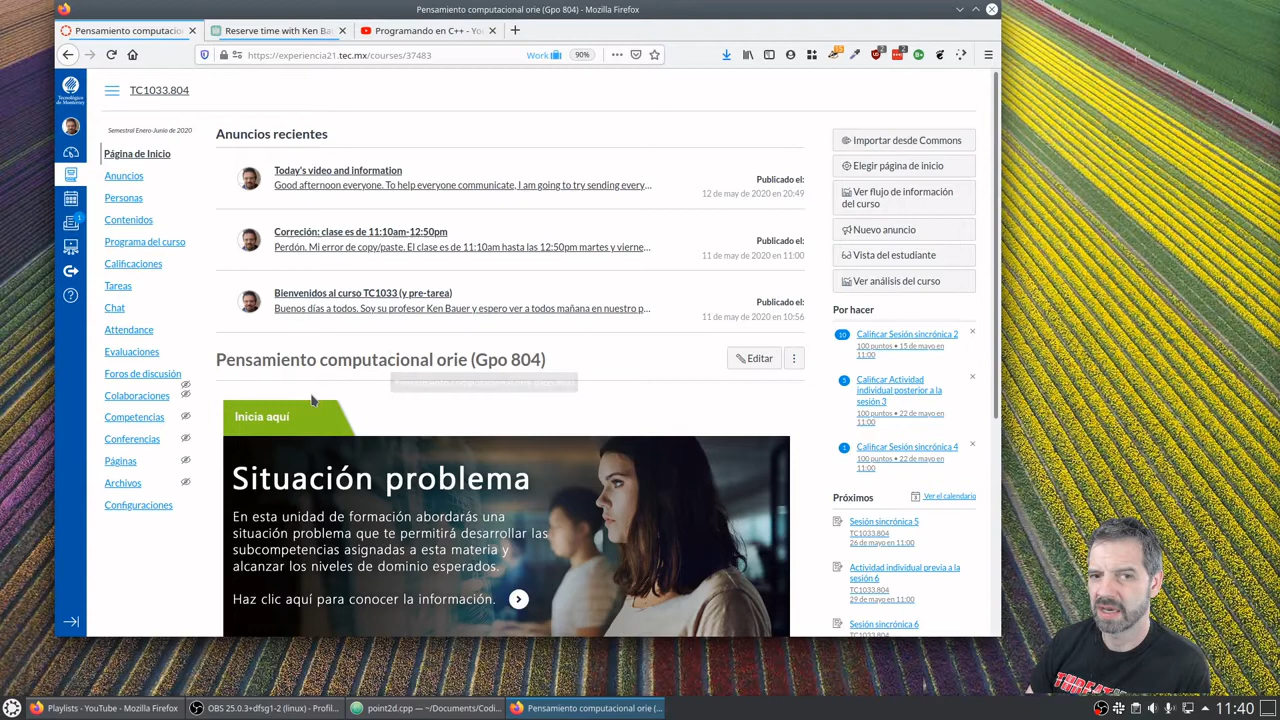 Pensamiento computacional orie (Gpo 804) - Mozilla Firefox
Pensamiento computacion
Reserve time with Ken Bau
Programando en C++ - You
https://experiencia21.tec.mx/courses/37483
Work
90%
Tecnológico
de Monterrey
TC1033.804
Semestral Enero-Junio de 2020
Página de Inicio
Anuncios
Personas
Contenidos
Programa del curso
Calificaciones
Tareas
Chat
Attendance
Evaluaciones
Foros de discusión
Colaboraciones
Competencias
Conferencias
Páginas
Archivos
Configuraciones
Anuncios recientes
Today's video and information
Good afternoon everyone. To help everyone communicate, I am going to try sending every...
Publicado el:
12 de may de 2020 en 20:49
Correción: clase es de 11:10am-12:50pm
Perdón. Mi error de copy/paste. El clase es de 11:10am hasta las 12:50pm martes y vierne...
Publicado el:
11 de may de 2020 en 11:00
Bienvenidos al curso TC1033 (y pre-tarea)
Buenos días a todos. Soy su profesor Ken Bauer y espero ver a todos mañana en nuestro p...
Publicado el:
11 de may de 2020 en 10:56
Pensamiento computacional orie (Gpo 804)
Editar
Inicia aquí
Situación problema
En esta unidad de formación abordarás una
situación problema que te permitirá desarrollar las
subcompetencias asignadas a esta materia y
alcanzar los niveles de dominio esperados.
Haz clic aquí para conocer la información.
Importar desde Commons
Elegir página de inicio
Ver flujo de información
del curso
Nuevo anuncio
Vista del estudiante
Ver análisis del curso
Por hacer
10
Calificar Sesión sincrónica 2
100 puntos • 15 de mayo en
11:00
5
Calificar Actividad
individual posterior a la
sesión 3
100 puntos • 22 de mayo en
11:00
1
Calificar Sesión sincrónica 4
100 puntos • 22 de mayo en
11:00
Próximos
Ver el calendario
Sesión sincrónica 5
TC1033.804
26 de mayo en 11:00
Actividad individual previa a la
sesión 6
TC1033.804
29 de mayo en 11:00
Sesión sincrónica 6
TC1033.804
Playlists - YouTube - Mozilla Firefox
OBS 25.0.3+dfsg1-2 (linux) - Profil...
point2d.cpp — ~/Documents/Codi...
Pensamiento computacional orie (...
11:40